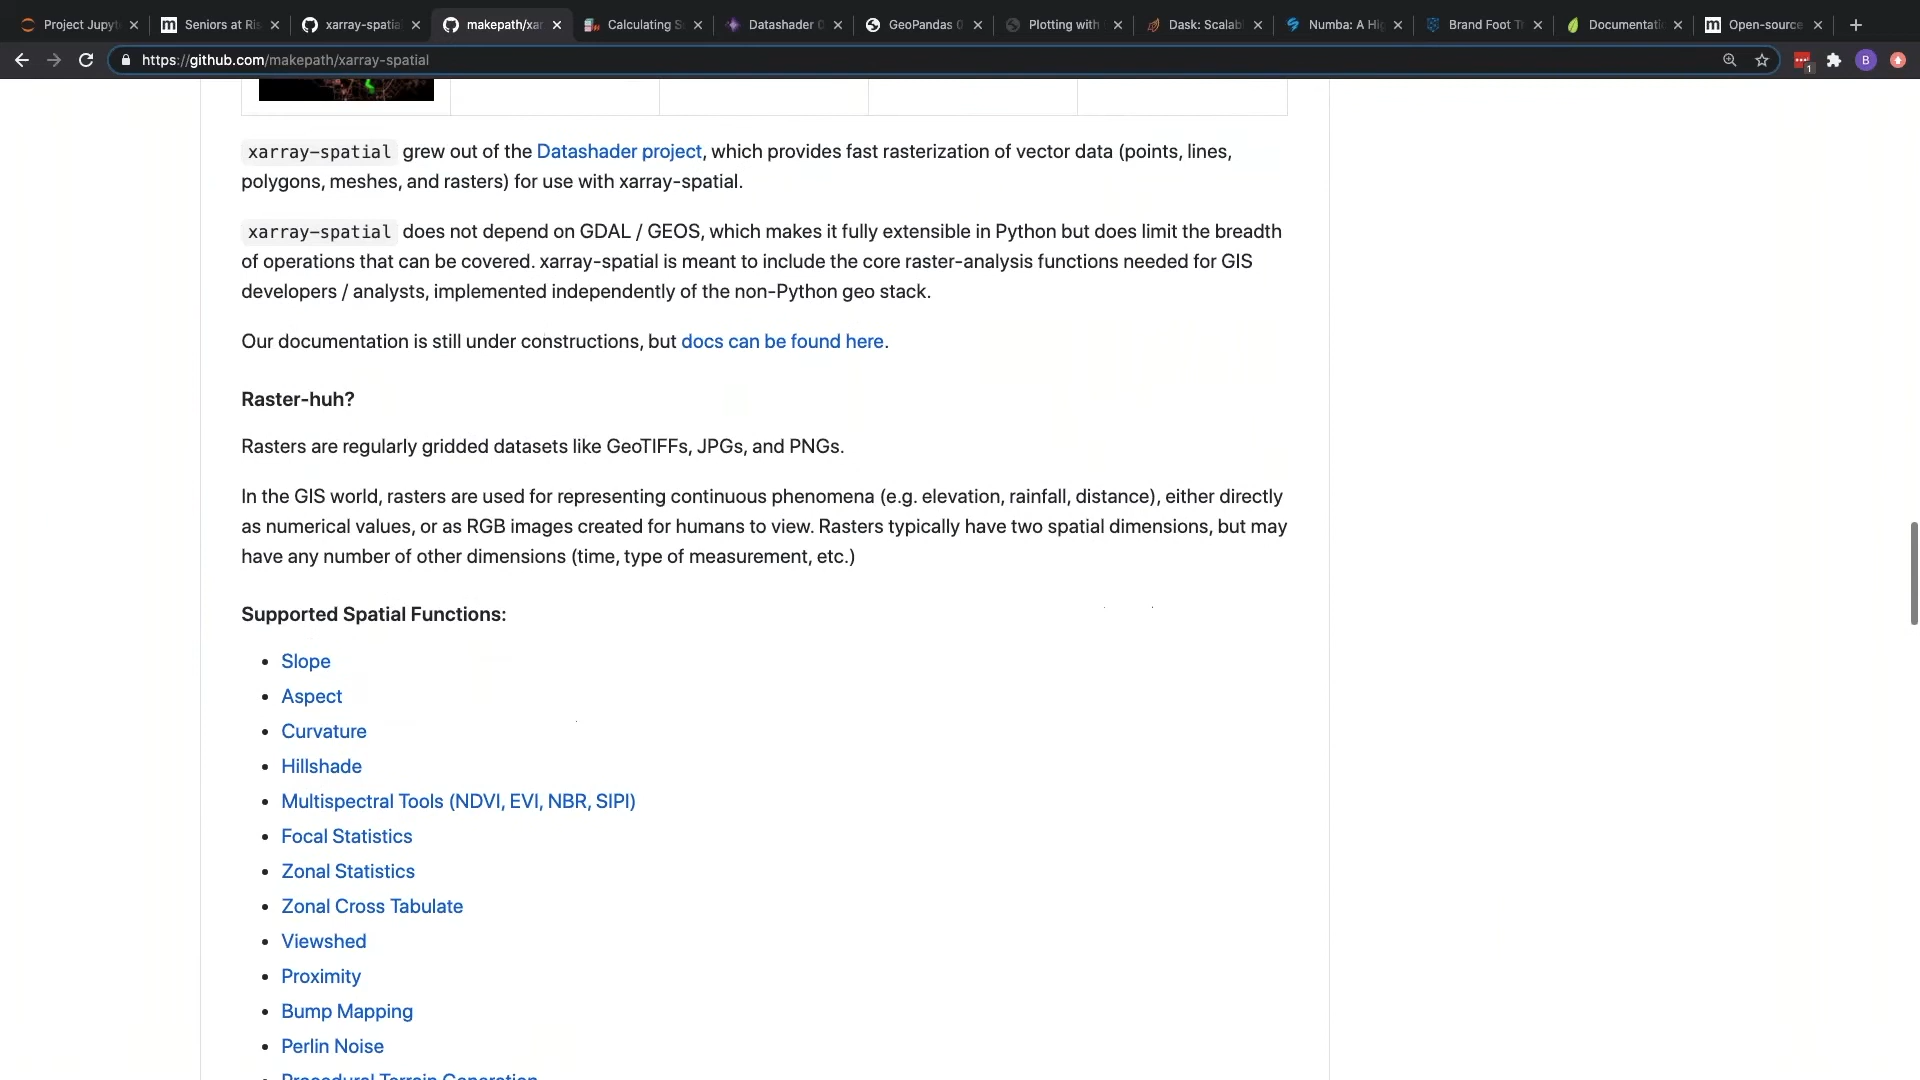 Project Jupyt
Seniors at Ris
xarray-spatia
makepath/xar
Calculating S
Datashader 0
GeoPandas 0
Plotting with
Dask: Scalab
Numba: A Hig
Brand Foot T
Documentati
Open-source
https://github.com/makepath/xarray-spatial
1
B
xarray-spatial grew out of the Datashader project, which provides fast rasterization of vector data (points, lines,
polygons, meshes, and rasters) for use with xarray-spatial.
xarray-spatial does not depend on GDAL / GEOS, which makes it fully extensible in Python but does limit the breadth
of operations that can be covered. xarray-spatial is meant to include the core raster-analysis functions needed for GIS
developers / analysts, implemented independently of the non-Python geo stack.
Our documentation is still under constructions, but docs can be found here.
Raster-huh?
Rasters are regularly gridded datasets like GeoTIFFs, JPGs, and PNGs.
In the GIS world, rasters are used for representing continuous phenomena (e.g. elevation, rainfall, distance), either directly
as numerical values, or as RGB images created for humans to view. Rasters typically have two spatial dimensions, but may
have any number of other dimensions (time, type of measurement, etc.)
Supported Spatial Functions:
• Slope
• Aspect
• Curvature
• Hillshade
• Multispectral Tools (NDVI, EVI, NBR, SIPI)
• Focal Statistics
• Zonal Statistics
• Zonal Cross Tabulate
• Viewshed
• Proximity
• Bump Mapping
• Perlin Noise
• Procedural Terrain Generation